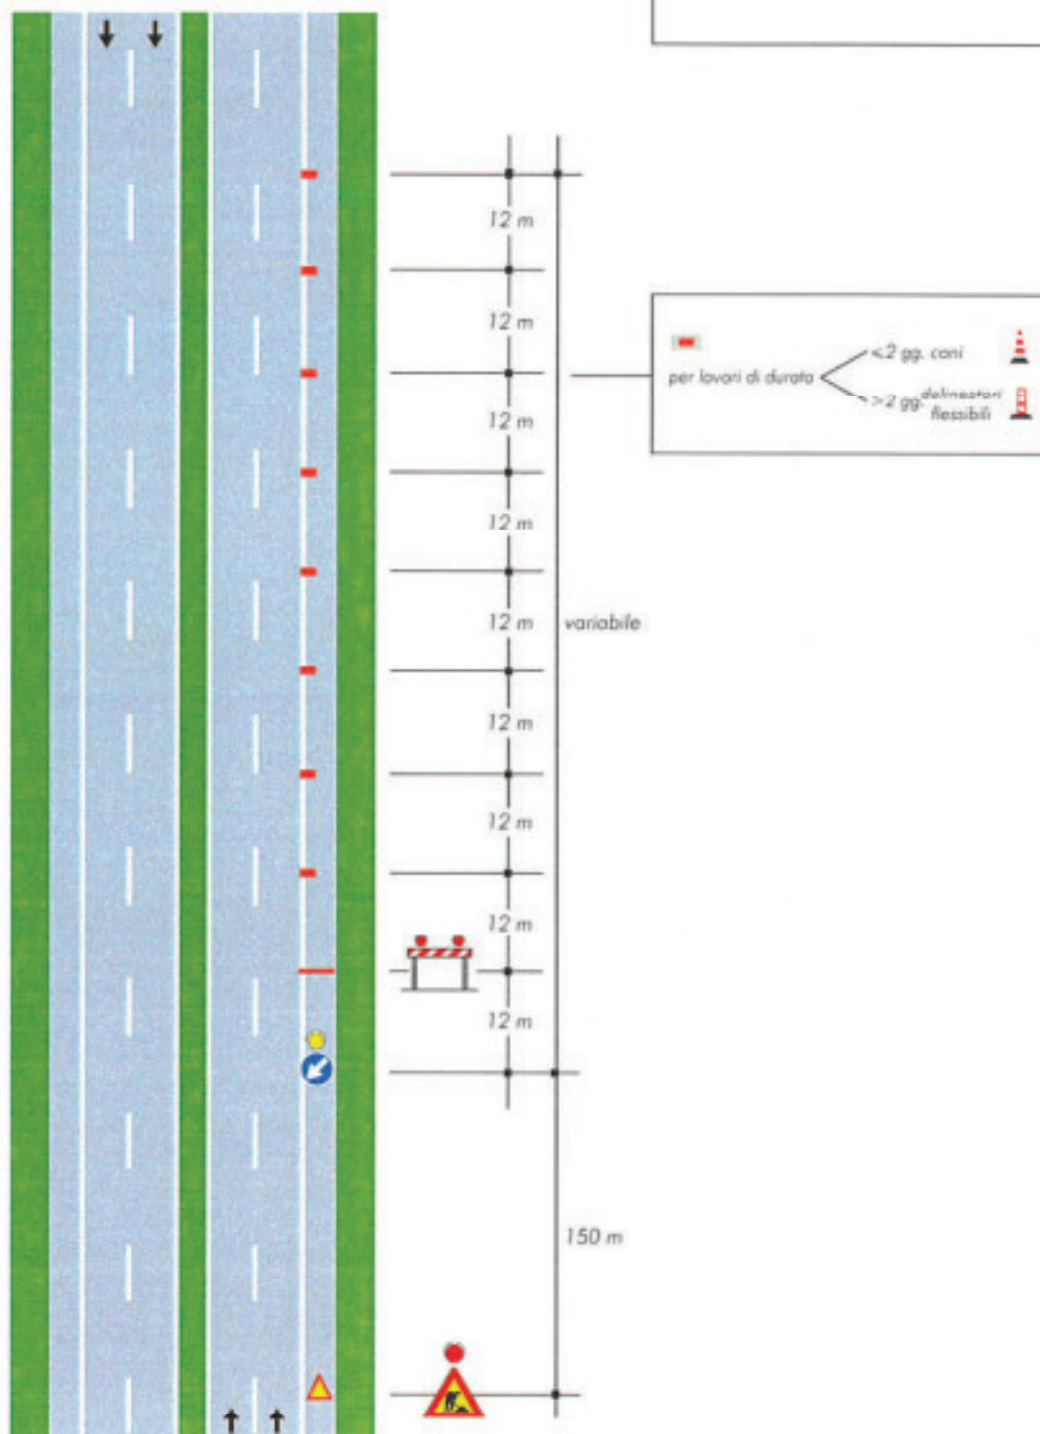 12 m
12 m
12 m
12 m
12 m
12 m
12 m
12 m
12 m
variabile
150 m
per lavori di durata
<2 gg. coni
>2 gg. delineatori
flessibili